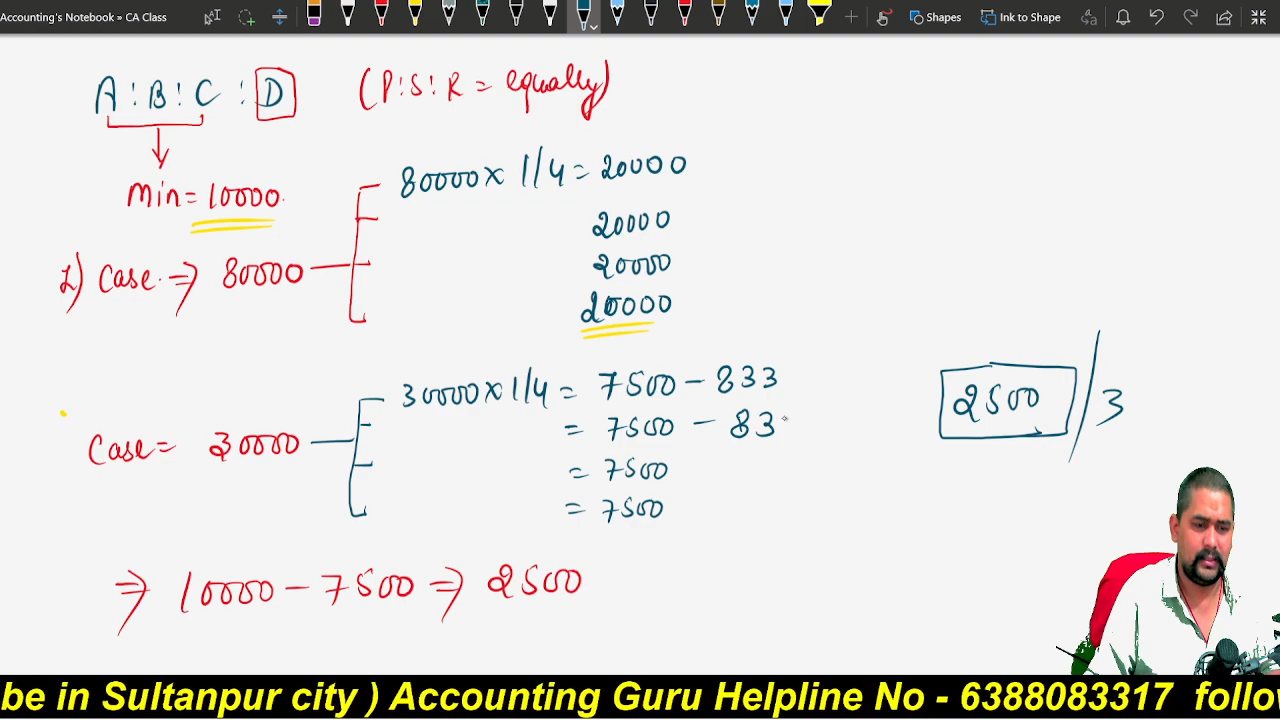 Accounting's Notebook » CA Class
Shapes
Ink to Shape
A : B : C : D (P:S:R = equally)
Min = 10000.
80000 x 1/4 = 20000
20000
1) Case. ⇒ 80000
20000
20000
30000 x 1/4 = 7500 - 833
= 7500 - 83
Case = 30000
= 7500
= 7500
2500 / 3
⇒ 10000 - 7500 ⇒ 2500
be in Sultanpur city ) Accounting Guru Helpline No - 6388083317 follo